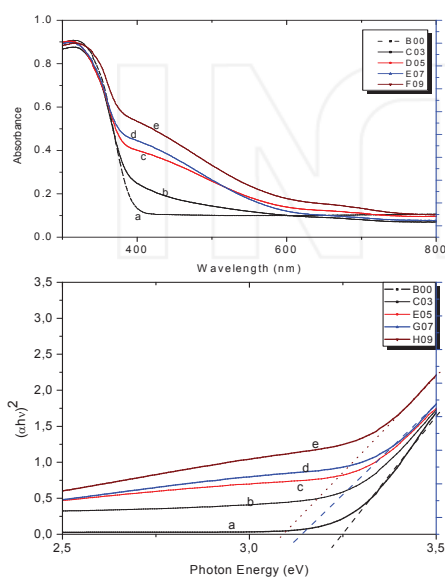 1.0
0.8
0.6
0.4
0.2
0.0
Absorbance
B00
C03
D05
E07
F09
e
d
c
b
a
400
600
800
Wavelength (nm)
3,5
3,0
2,5
2,0
1,5
1,0
0,5
0,0
(αhν)²
B00
C03
E05
G07
H09
e
d
c
b
a
2,5
3,0
3,5
Photon Energy (eV)